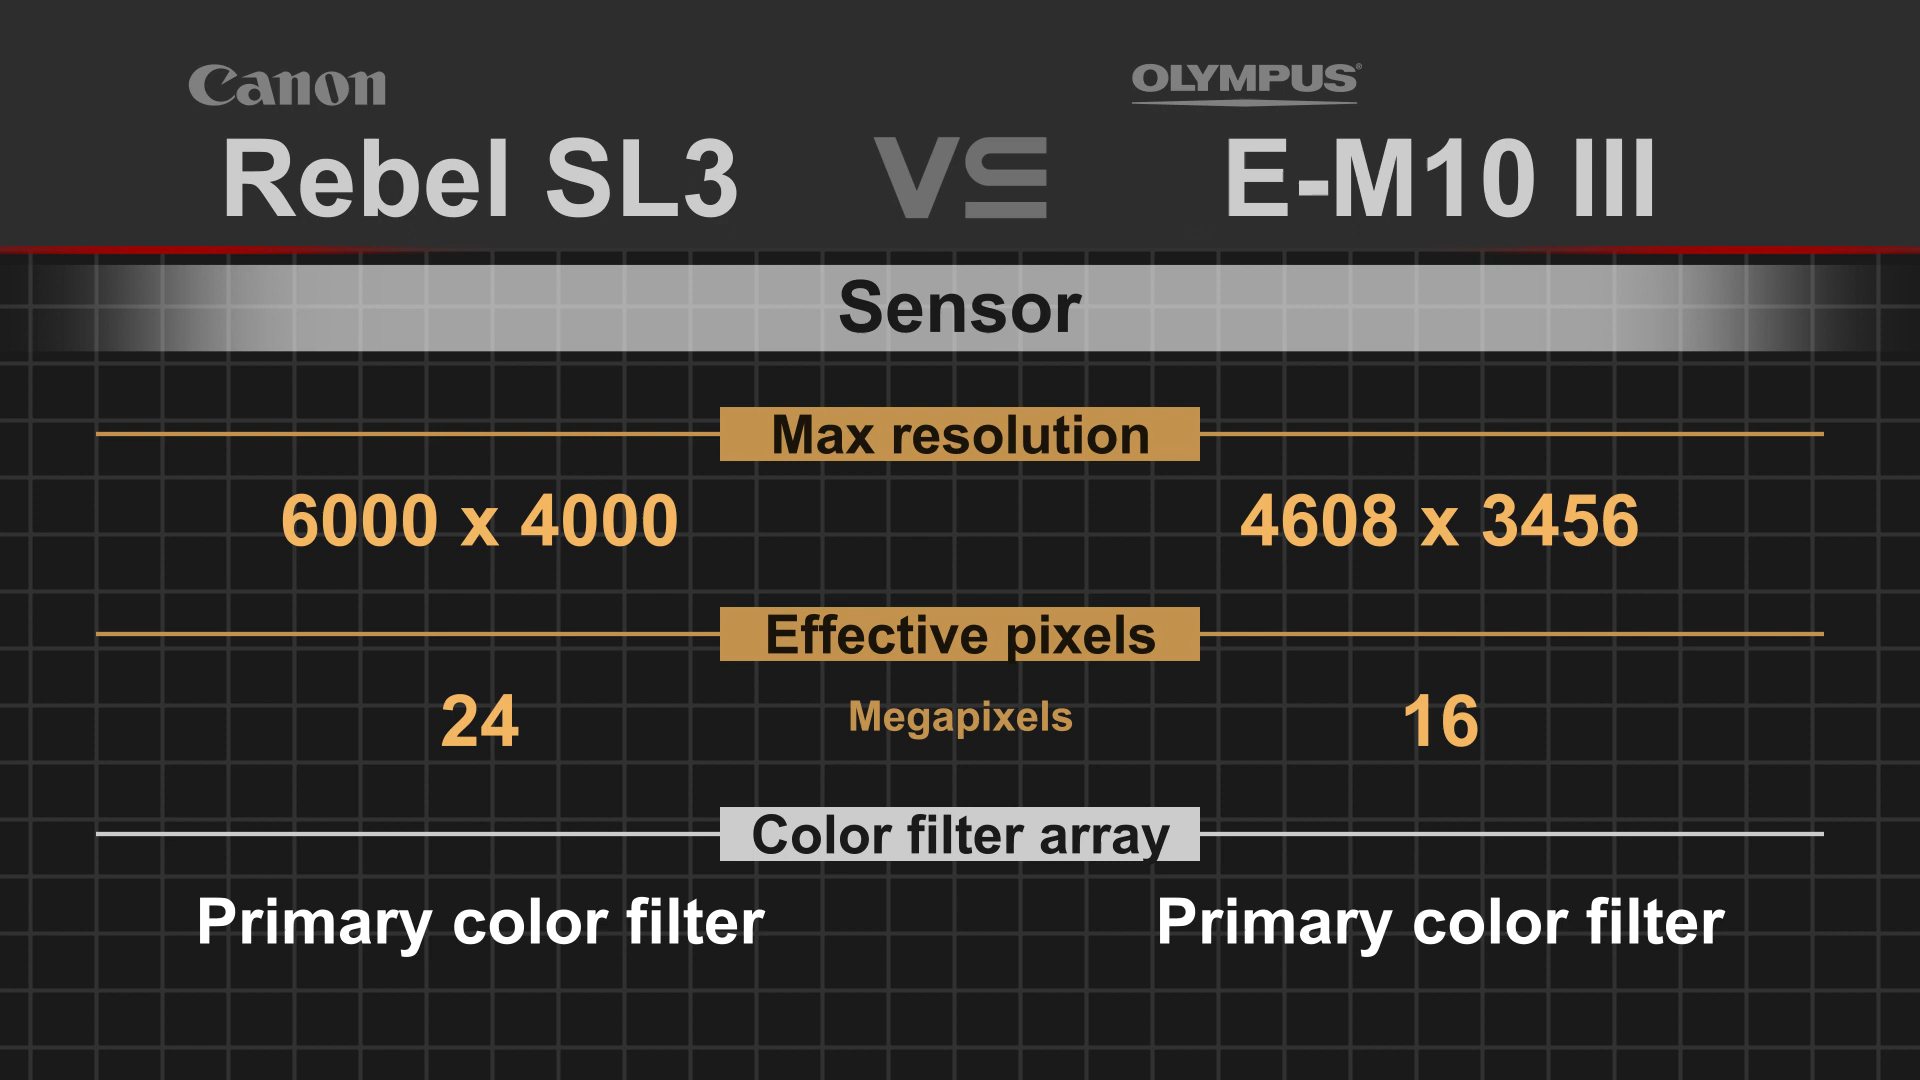 Canon
OLYMPUS®
Rebel SL3 VS E-M10 III
Sensor
Max resolution
6000 x 4000 4608 x 3456
Effective pixels
24 Megapixels 16
Color filter array
Primary color filter Primary color filter